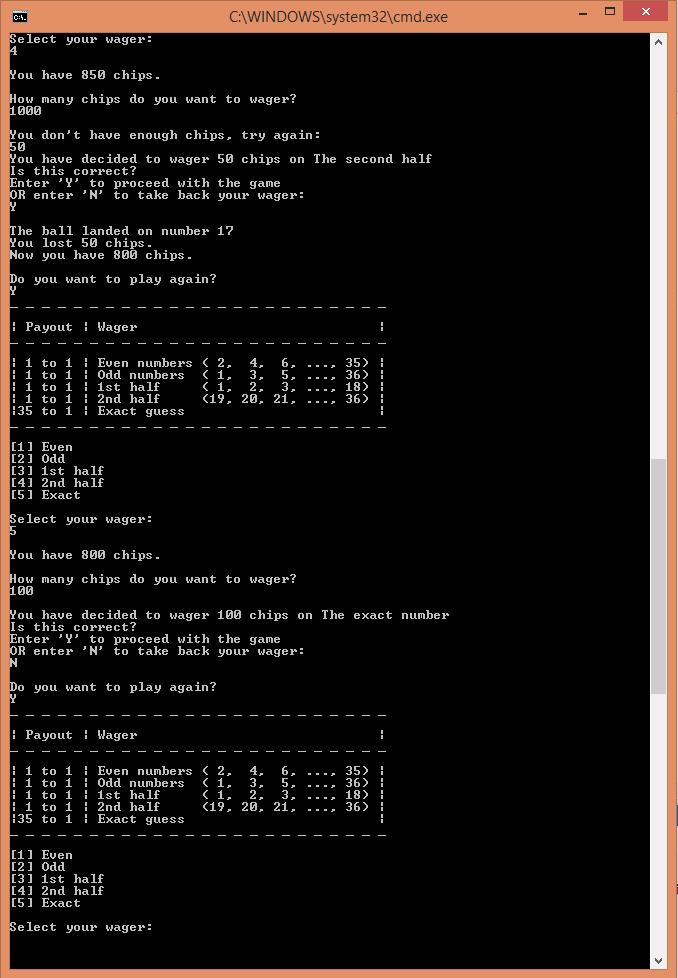 C:\WINDOWS\system32\cmd.exe
Select your wager:
4
You have 850 chips.
How many chips do you want to wager?
1000
You don't have enough chips, try again:
50
You have decided to wager 50 chips on The second half
Is this correct?
Enter 'Y' to proceed with the game
OR enter 'N' to take back your wager:
Y
The ball landed on number 17
You lost 50 chips.
Now you have 800 chips.
Do you want to play again?
Y
_ _ _ _ _ _ _ _ _ _ _ _ _ _ _ _ _ _ _ _ _ _ _ _
¦ Payout ¦ Wager                              ¦
_ _ _ _ _ _ _ _ _ _ _ _ _ _ _ _ _ _ _ _ _ _ _ _
¦ 1 to 1 ¦ Even numbers ( 2,  4,  6, ..., 35) ¦
¦ 1 to 1 ¦ Odd numbers  ( 1,  3,  5, ..., 36) ¦
¦ 1 to 1 ¦ 1st half     ( 1,  2,  3, ..., 18) ¦
¦ 1 to 1 ¦ 2nd half     (19, 20, 21, ..., 36) ¦
¦35 to 1 ¦ Exact guess                        ¦
_ _ _ _ _ _ _ _ _ _ _ _ _ _ _ _ _ _ _ _ _ _ _ _
[1] Even
[2] Odd
[3] 1st half
[4] 2nd half
[5] Exact
Select your wager:
5
You have 800 chips.
How many chips do you want to wager?
100
You have decided to wager 100 chips on The exact number
Is this correct?
Enter 'Y' to proceed with the game
OR enter 'N' to take back your wager:
N
Do you want to play again?
Y
_ _ _ _ _ _ _ _ _ _ _ _ _ _ _ _ _ _ _ _ _ _ _ _
¦ Payout ¦ Wager                              ¦
_ _ _ _ _ _ _ _ _ _ _ _ _ _ _ _ _ _ _ _ _ _ _ _
¦ 1 to 1 ¦ Even numbers ( 2,  4,  6, ..., 35) ¦
¦ 1 to 1 ¦ Odd numbers  ( 1,  3,  5, ..., 36) ¦
¦ 1 to 1 ¦ 1st half     ( 1,  2,  3, ..., 18) ¦
¦ 1 to 1 ¦ 2nd half     (19, 20, 21, ..., 36) ¦
¦35 to 1 ¦ Exact guess                        ¦
_ _ _ _ _ _ _ _ _ _ _ _ _ _ _ _ _ _ _ _ _ _ _ _
[1] Even
[2] Odd
[3] 1st half
[4] 2nd half
[5] Exact
Select your wager: